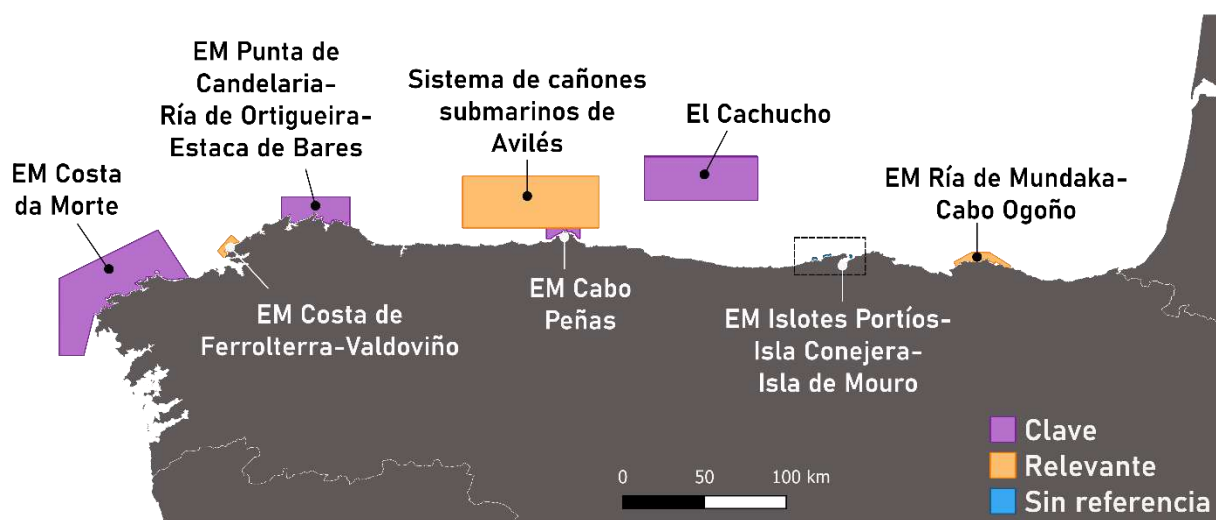 EM Punta de
Candelaria-
Ría de Ortigueira-
Estaca de Bares
Sistema de cañones
submarinos de
Avilés
El Cachucho
EM Costa
da Morte
EM Ría de Mundaka-
Cabo Ogoño
EM Costa de
Ferrolterra-Valdoviño
EM Cabo
Peñas
EM Islotes Portíos-
Isla Conejera-
Isla de Mouro
Clave
Relevante
Sin referencia
0 50 100 km